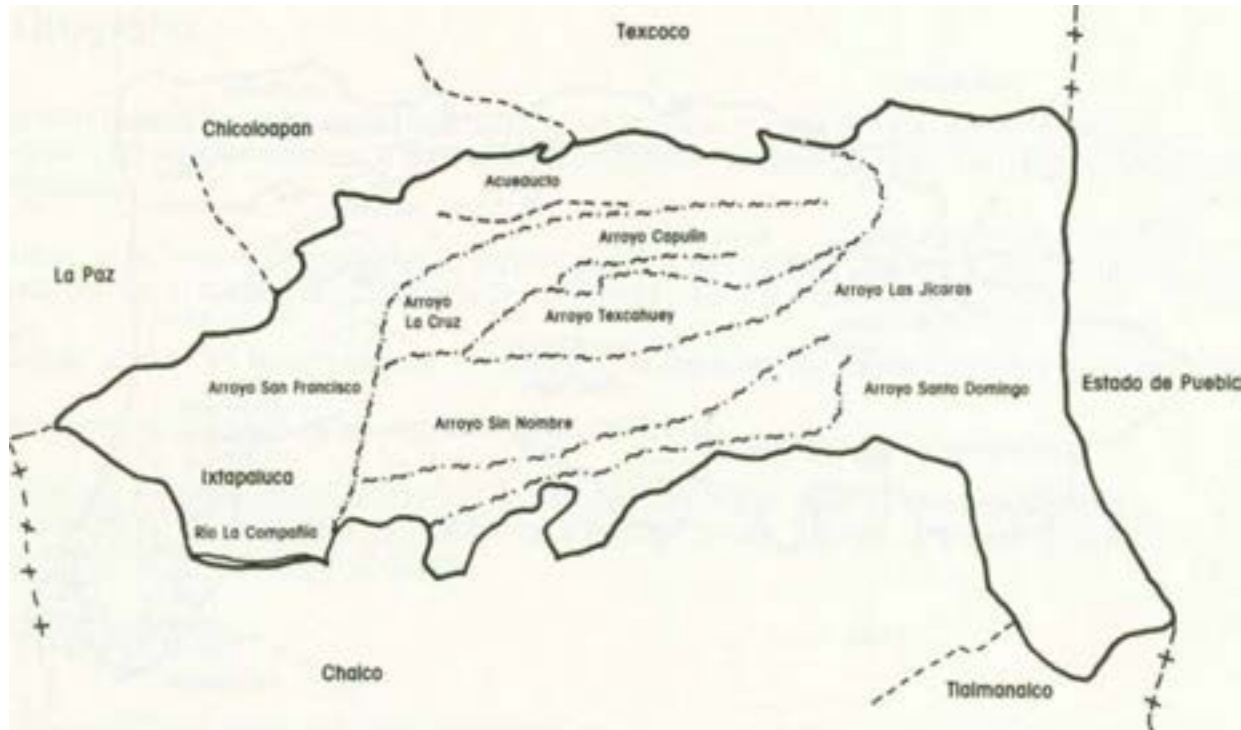 Texcoco
Chicoloapan
Acueducto
Arroyo Capulín
La Paz
Arroyo Las Jícaras
Arroyo
La Cruz
Arroyo Texcahuey
Arroyo San Francisco
Arroyo Santo Domingo
Estado de Puebla
Arroyo Sin Nombre
Ixtapaluca
Río La Compañía
Chalco
Tlalmanalco